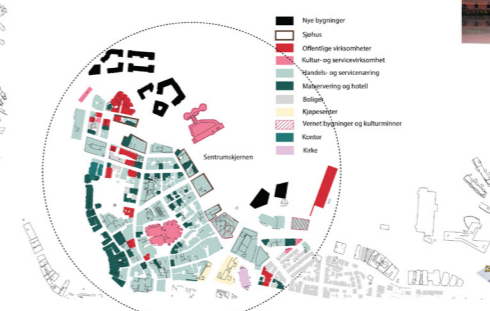 Nye bygninger
Sjøhus
Offentlige virksomheter
Kultur- og servicevirksomhet
Handels- og servicenæring
Matservering og hotell
Boliger
Kjøpesenter
Vernet bygninger og kulturminner
Kontor
Kirke
Sentrumskjernen